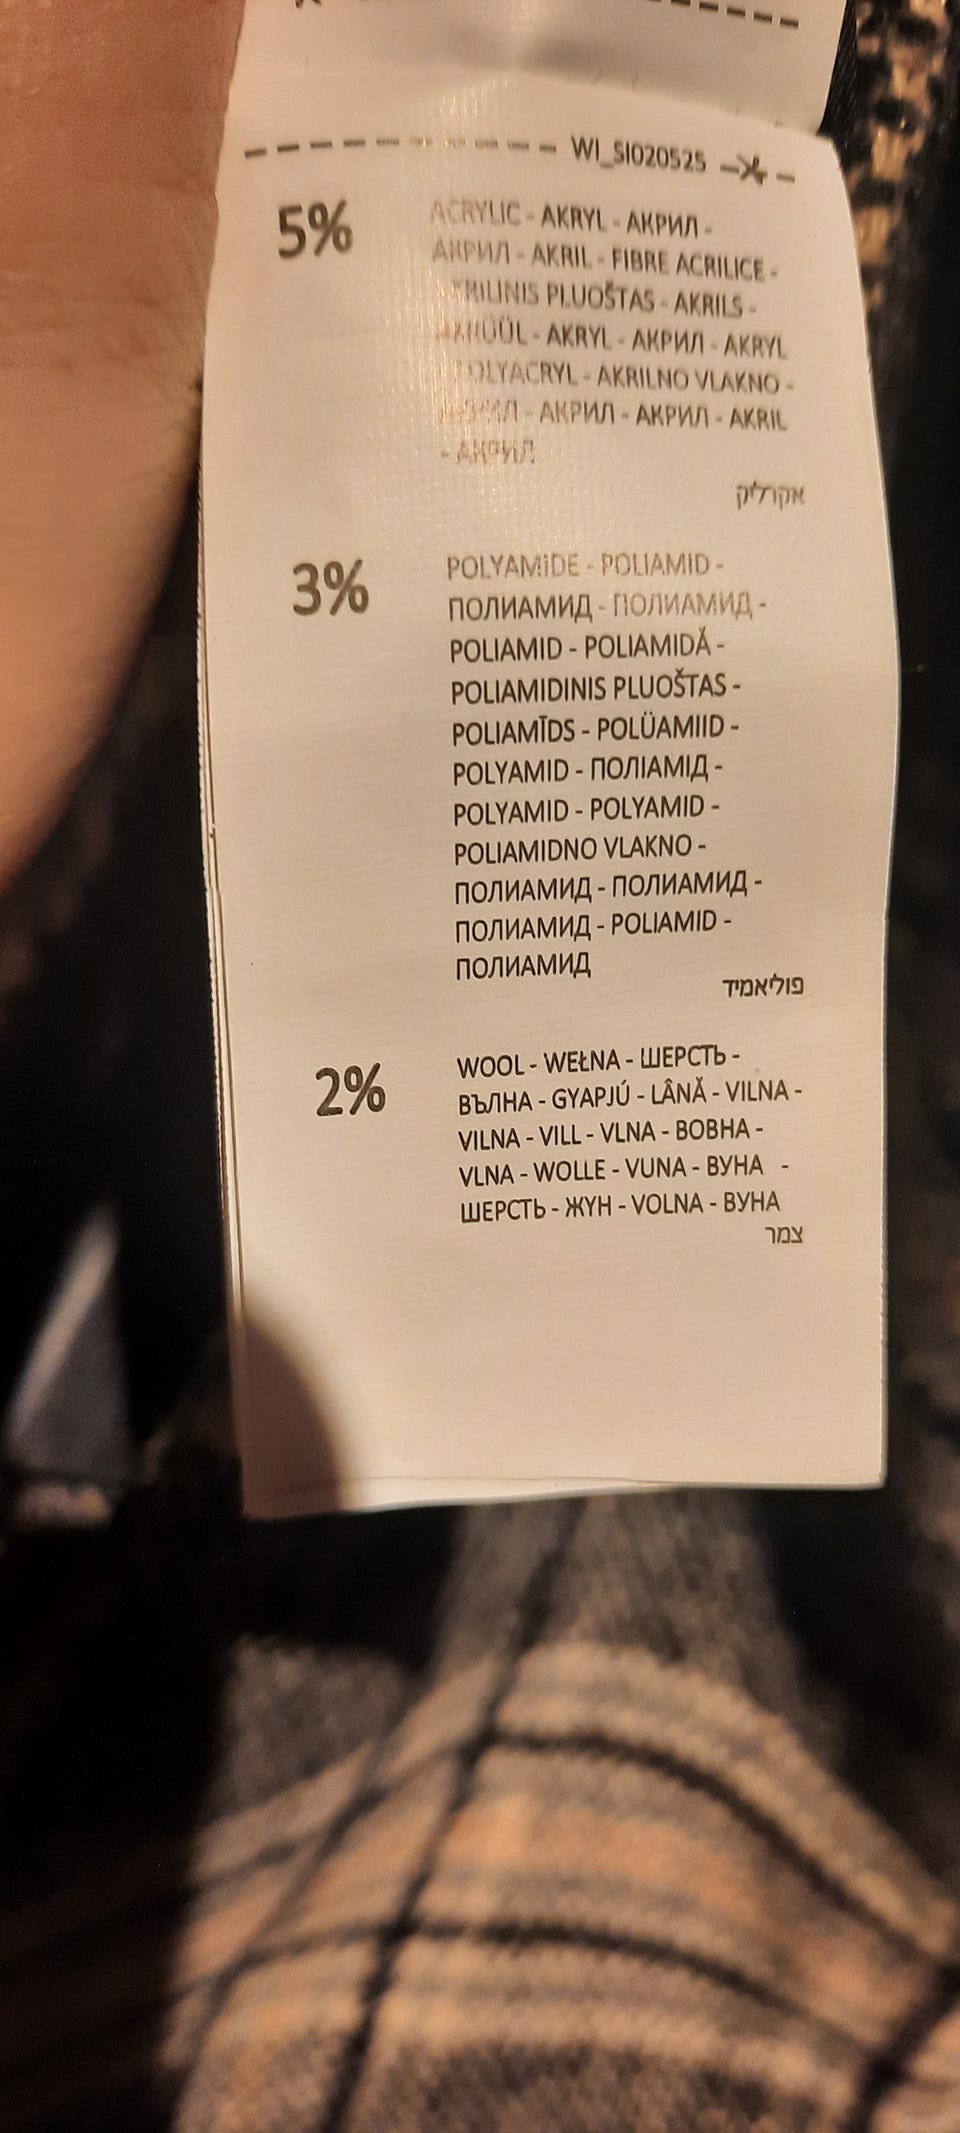 WI_SI020525
5%
ACRYLIC - AKRYL - АКРИЛ -
АКРИЛ - AKRIL - FIBRE ACRILICE -
PLUOŠTAS - AKRILS -
AKRÜÜL - AKRYL - АКРИЛ - AKRYL
POLYACRYL - AKRILNO VLAKNO -
АКРИЛ - АКРИЛ - АКРИЛ - AKRIL
- АКРИЛ
אקרליק
3%
POLYAMIDE - POLIAMID -
ПОЛИАМИД - ПОЛИАМИД -
POLIAMID - POLIAMIDĂ -
POLIAMIDINIS PLUOŠTAS -
POLIAMĪDS - POLÜAMIID -
POLYAMID - ПОЛІАМІД -
POLYAMID - POLYAMID -
POLIAMIDNO VLAKNO -
ПОЛИАМИД - ПОЛИАМИД -
ПОЛИАМИД - POLIAMID -
ПОЛИАМИД
פוליאמיד
2%
WOOL - WEŁNA - ШЕРСТЬ -
ВЪЛНА - GYAPJÚ - LÂNĂ - VILNA -
VILNA - VILL - VLNA - ВОВНА -
VLNA - WOLLE - VUNA - ВУНА -
ШЕРСТЬ - ЖҮН - VOLNA - ВУНА
צמר